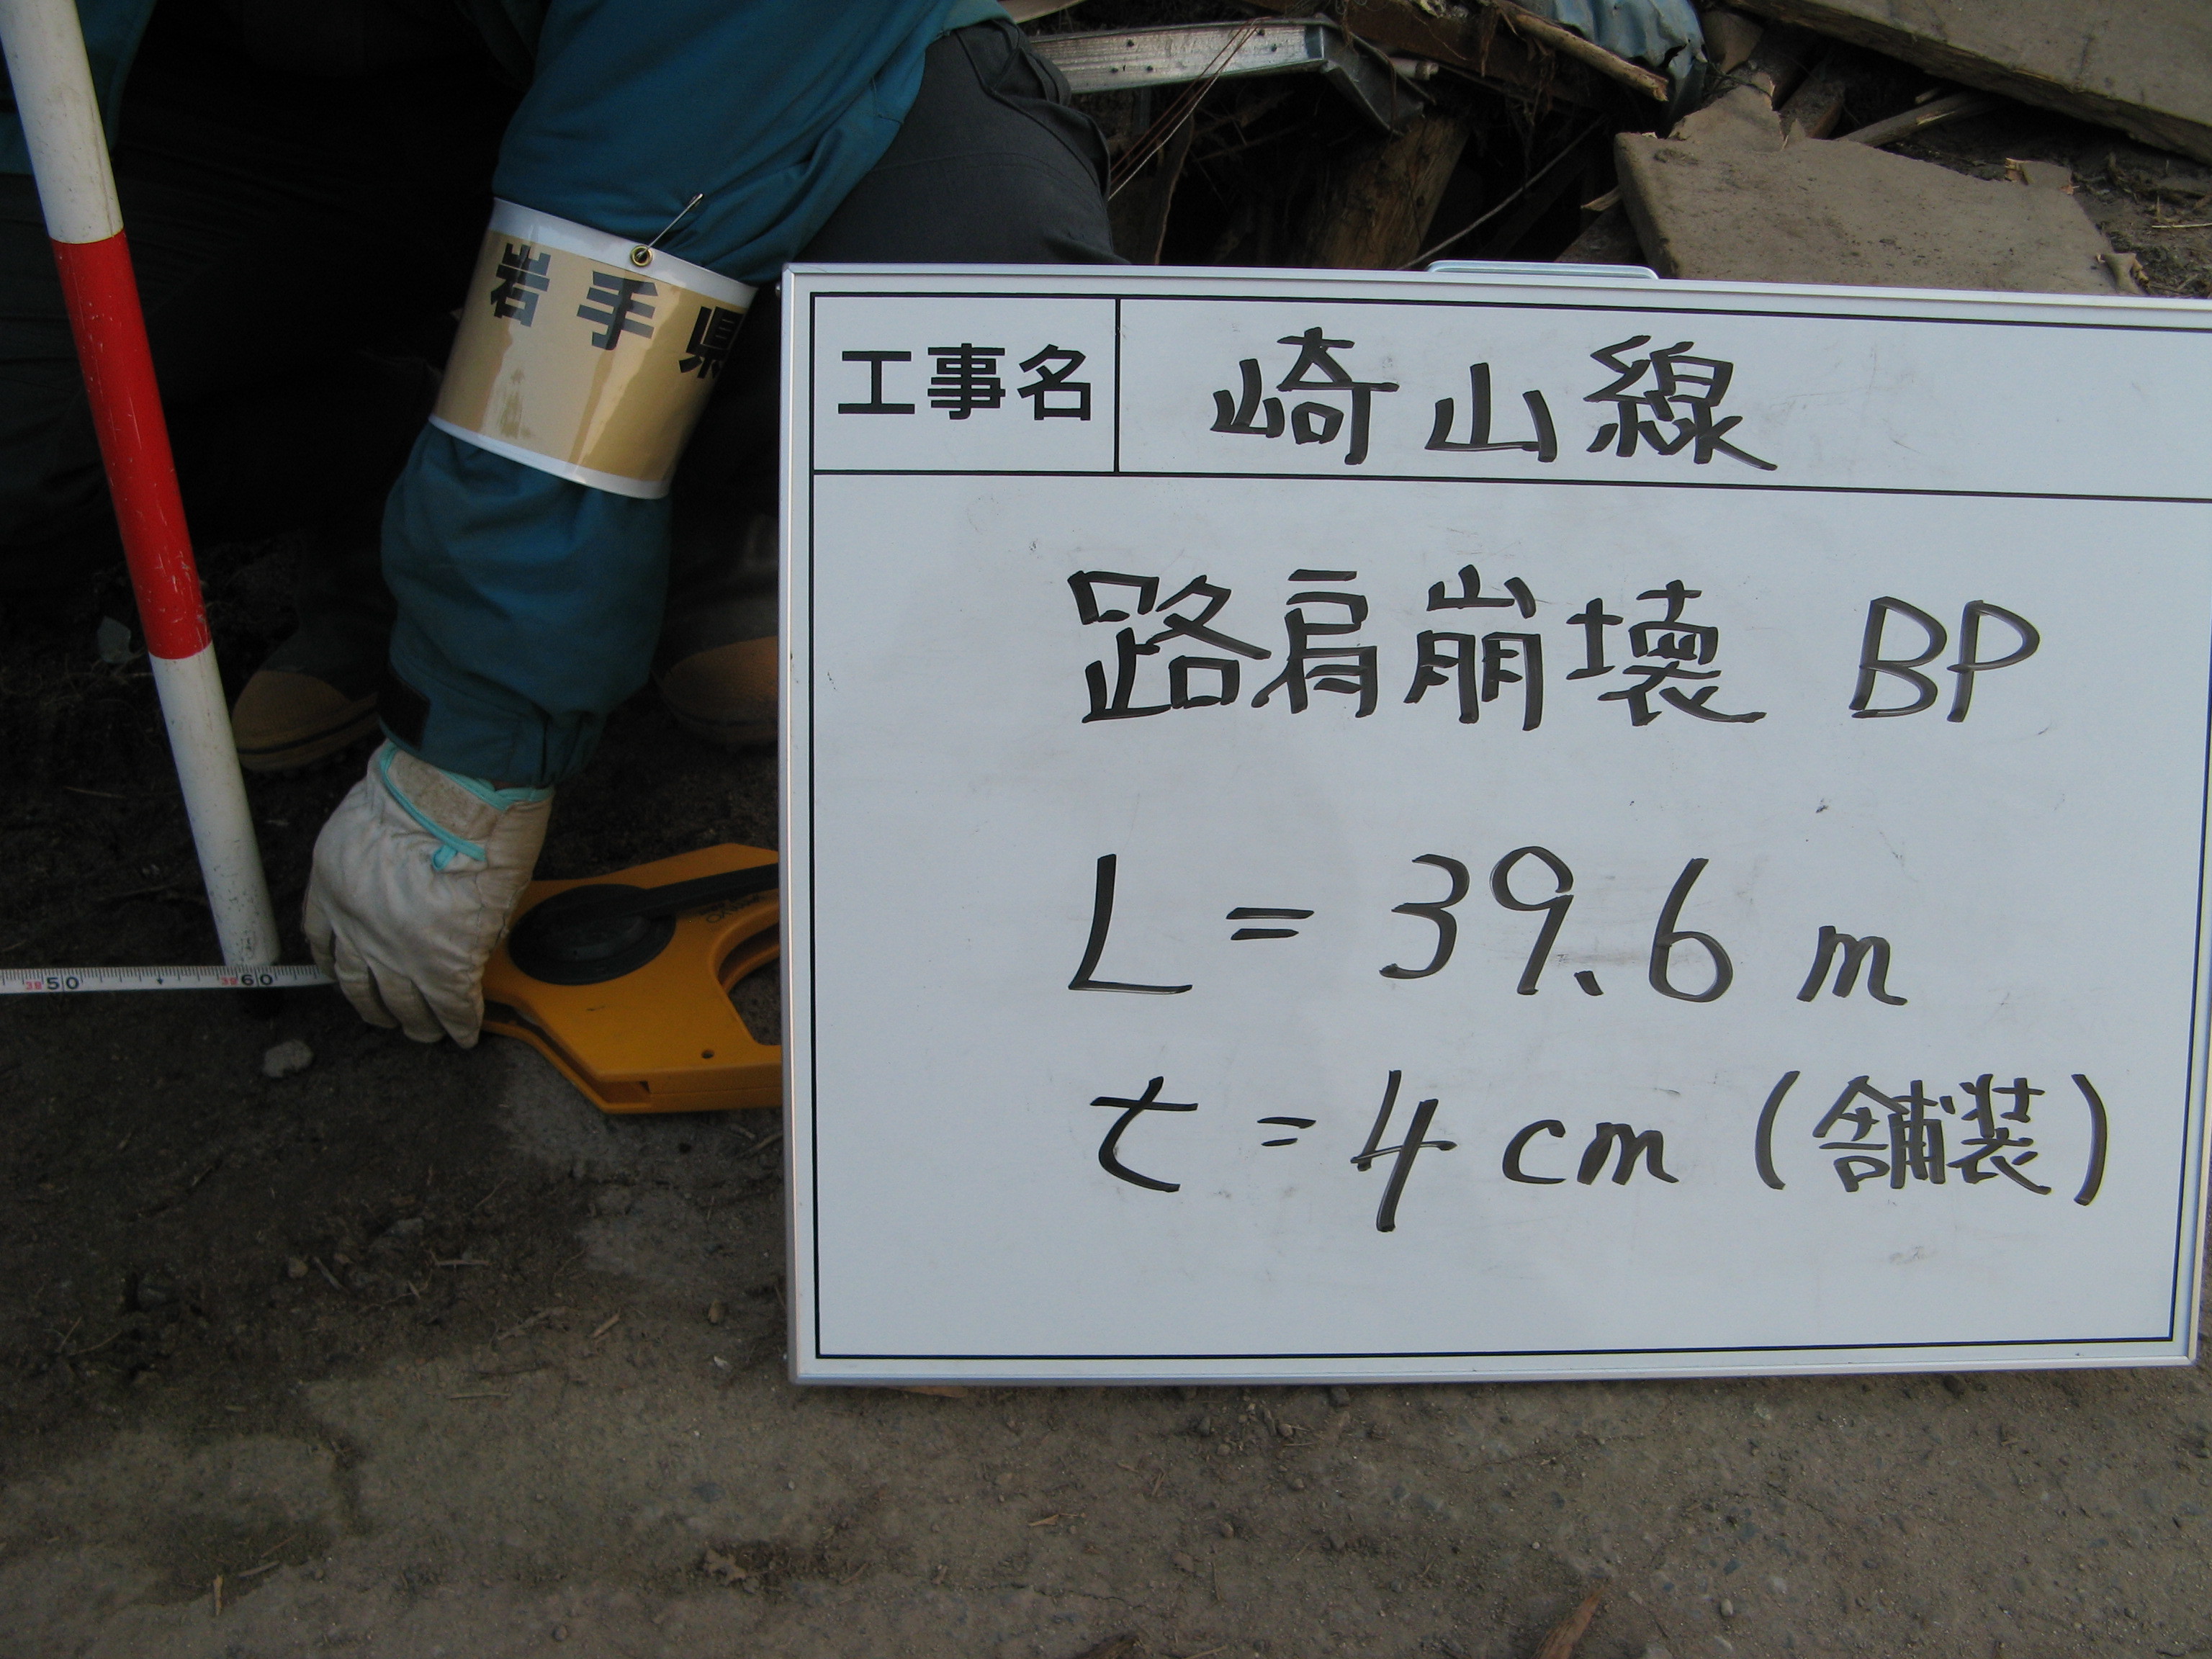 岩手県
工事名 崎山線
路肩崩壊 BP
L = 39.6 m
t = 4 cm (舗装)
50 60